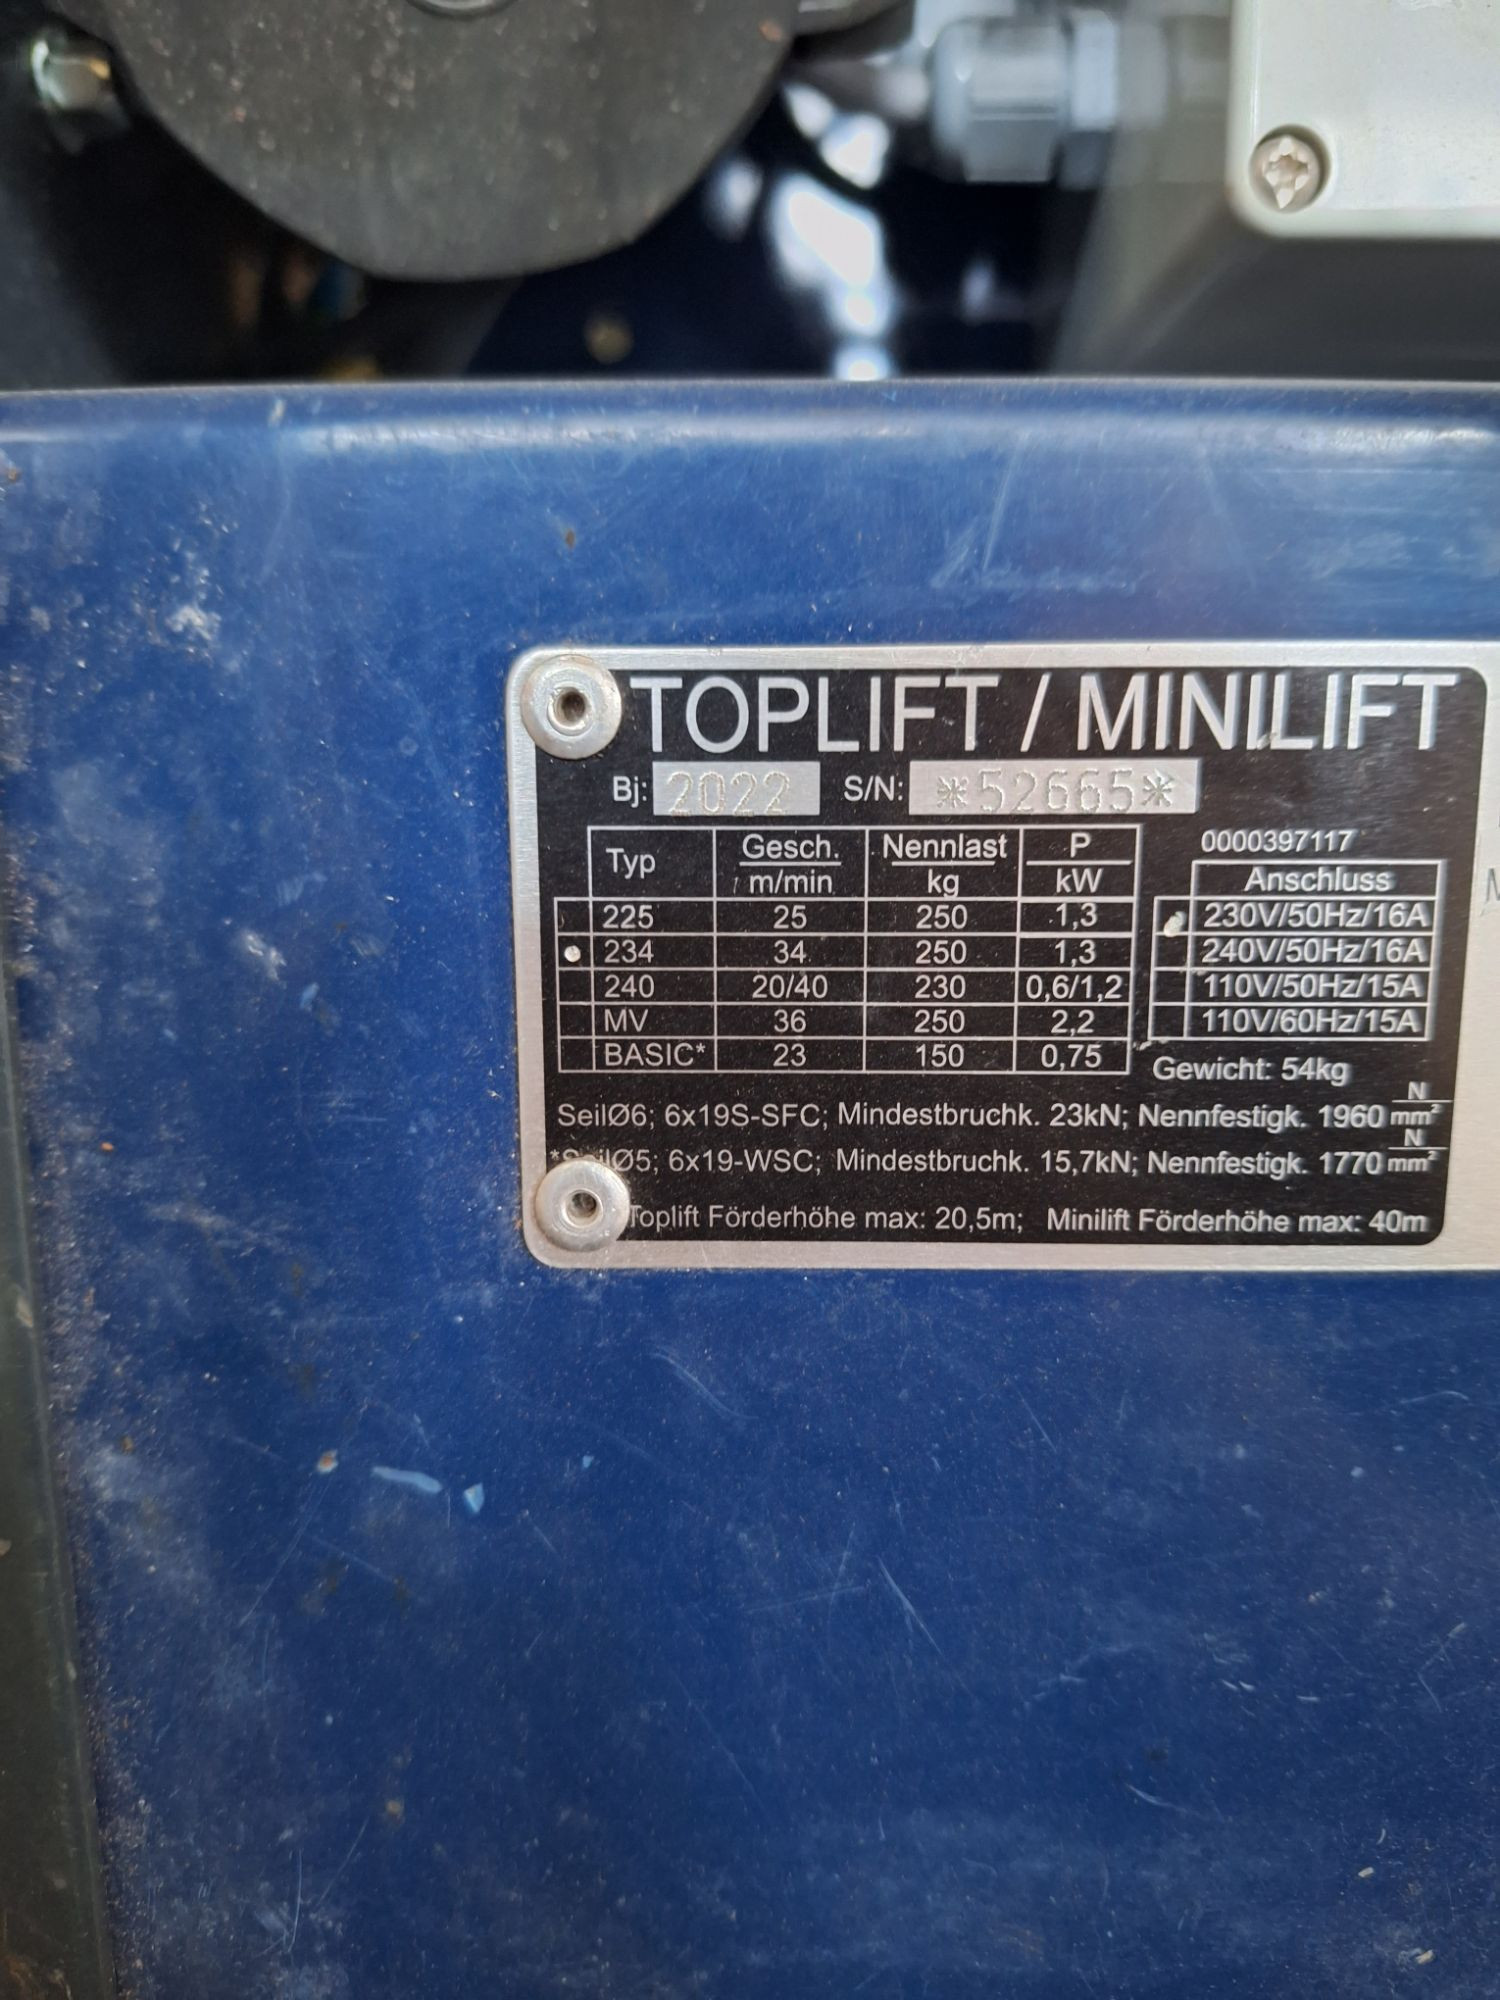 TOPLIFT / MINILIFT
Bj: 2022 S/N: *52665*
0000397117
Typ Gesch. m/min Nennlast kg P kW
225 25 250 1,3
234 34 250 1,3
240 20/40 230 0,6/1,2
MV 36 250 2,2
BASIC* 23 150 0,75
Anschluss
230V/50Hz/16A
240V/50Hz/16A
110V/50Hz/15A
110V/60Hz/15A
Gewicht: 54kg
SeilØ6; 6x19S-SFC; Mindestbruchk. 23kN; Nennfestigk. 1960 N/mm²
*SeilØ5; 6x19-WSC; Mindestbruchk. 15,7kN; Nennfestigk. 1770 N/mm²
Toplift Förderhöhe max: 20,5m; Minilift Förderhöhe max: 40m